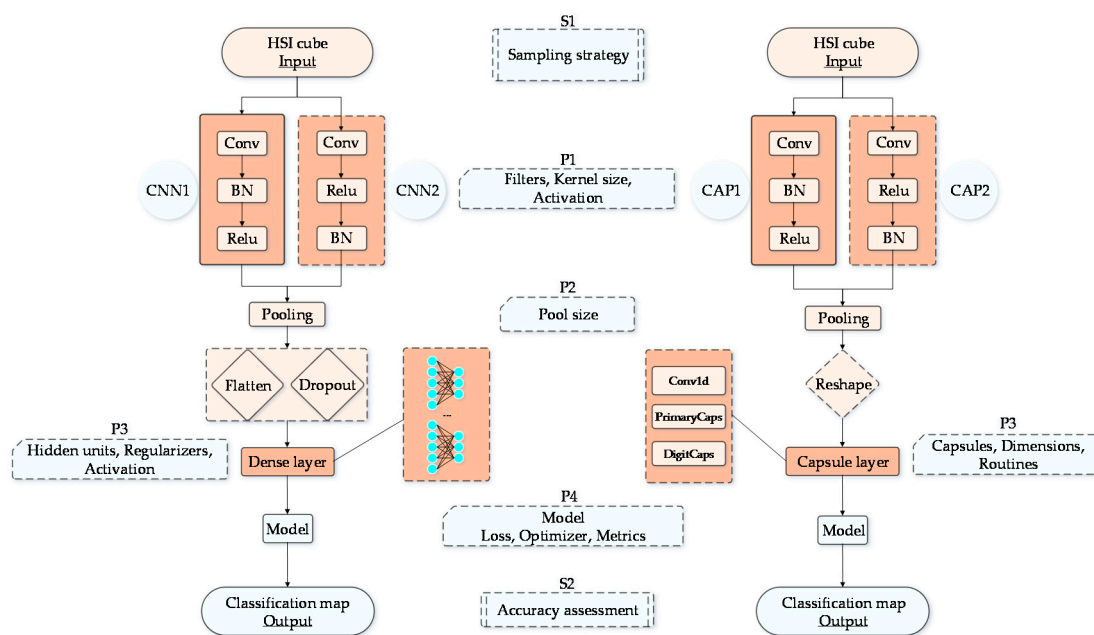 S1
HSI cube
Input
Sampling strategy
HSI cube
Input
Conv
Conv
Conv
Conv
P1
CNN1
BN
Relu
CNN2
Filters, Kernel size,
Activation
CAP1
BN
Relu
CAP2
Relu
BN
Relu
BN
P2
Pooling
Pool size
Pooling
Flatten
Dropout
Conv1d
Reshape
...
PrimaryCaps
P3
P3
Hidden units, Regularizers,
Activation
Dense layer
DigitCaps
Capsule layer
Capsules, Dimensions,
Routines
P4
Model
Model
Loss, Optimizer, Metrics
Model
S2
Classification map
Output
Accuracy assessment
Classification map
Output